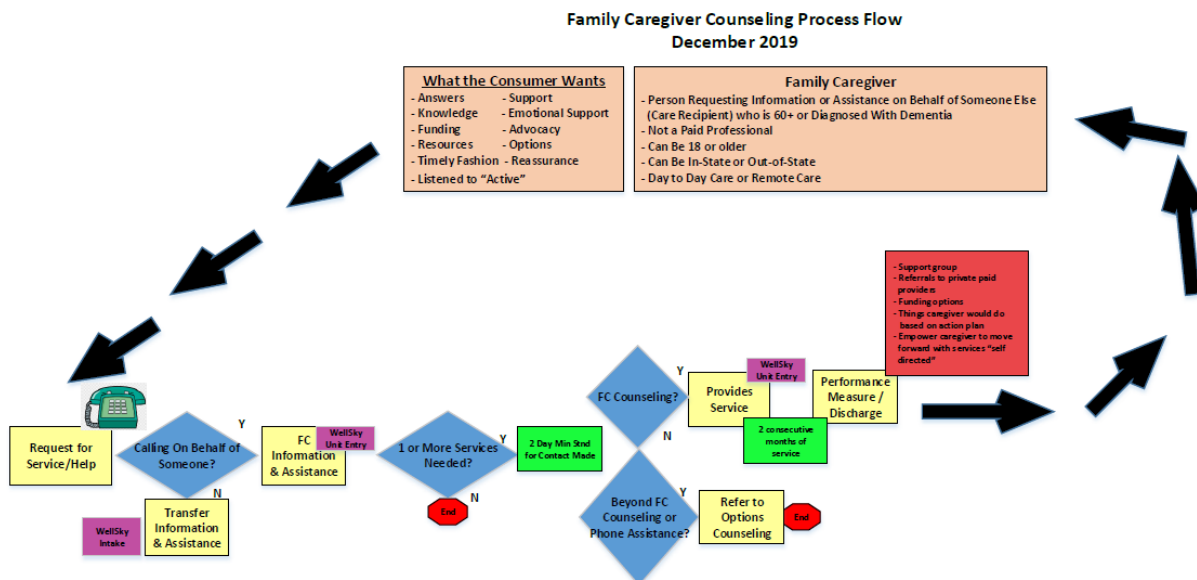 Family Caregiver Counseling Process Flow
December 2019
What the Consumer Wants
- Answers - Support
- Knowledge - Emotional Support
- Funding - Advocacy
- Resources - Options
- Timely Fashion - Reassurance
- Listened to “Active”
Family Caregiver
- Person Requesting Information or Assistance on Behalf of Someone Else
(Care Recipient) who is 60+ or Diagnosed With Dementia
- Not a Paid Professional
- Can Be 18 or older
- Can Be In-State or Out-of-State
- Day to Day Care or Remote Care
- Support group
- Referrals to private paid
providers
- Funding options
- Things caregiver would do
based on action plan
- Empower caregiver to move
forward with services “self
directed”
Request for
Service/Help
Calling On Behalf of
Someone?
Y
N
Transfer
Information
& Assistance
WellSky
Intake
FC
Information
& Assistance
WellSky
Unit Entry
1 or More Services
Needed?
Y
N
End
2 Day Min Stnd
for Contact Made
FC Counseling?
Y
N
Provides
Service
WellSky
Unit Entry
2 consecutive
months of
service
Performance
Measure /
Discharge
Beyond FC
Counseling or
Phone Assistance?
Y
N
Refer to
Options
Counseling
End